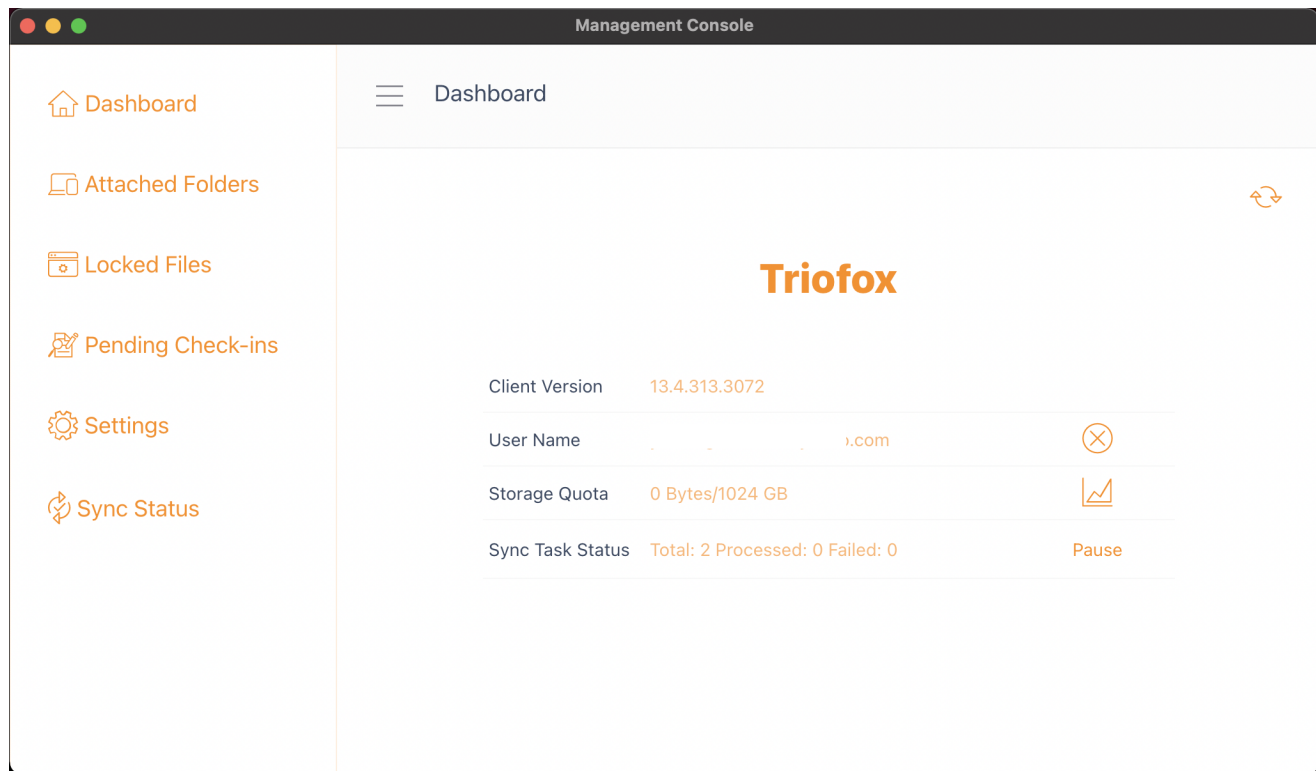 Management Console
Dashboard
Attached Folders
Locked Files
Pending Check-ins
Settings
Sync Status
Dashboard
Triofox
Client Version 13.4.313.3072
User Name .com
Storage Quota 0 Bytes/1024 GB
Sync Task Status Total: 2 Processed: 0 Failed: 0 Pause